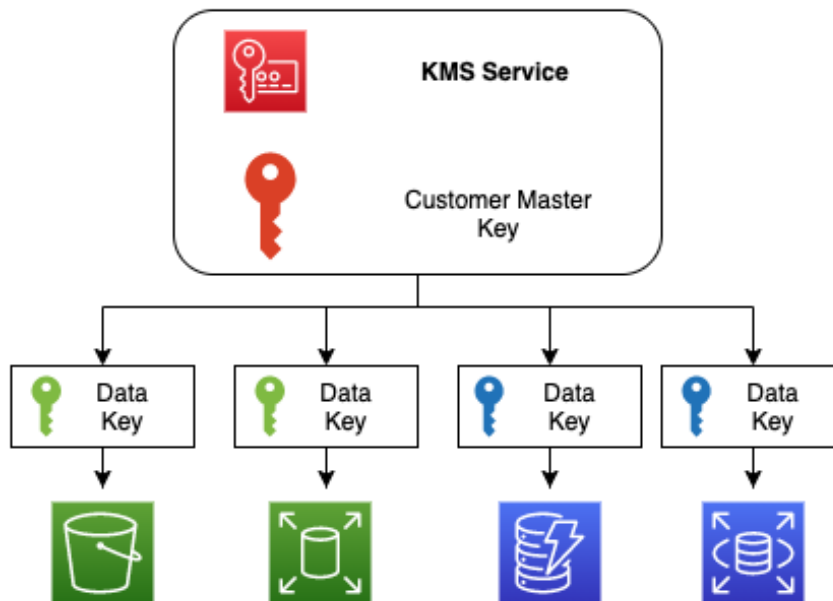 KMS Service
Customer Master
Key
Data
Key
Data
Key
Data
Key
Data
Key